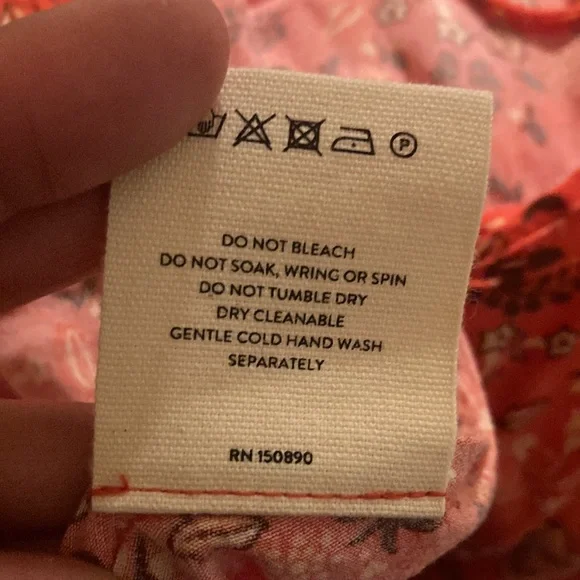 P
DO NOT BLEACH
DO NOT SOAK, WRING OR SPIN
DO NOT TUMBLE DRY
DRY CLEANABLE
GENTLE COLD HAND WASH
SEPARATELY
RN 150890